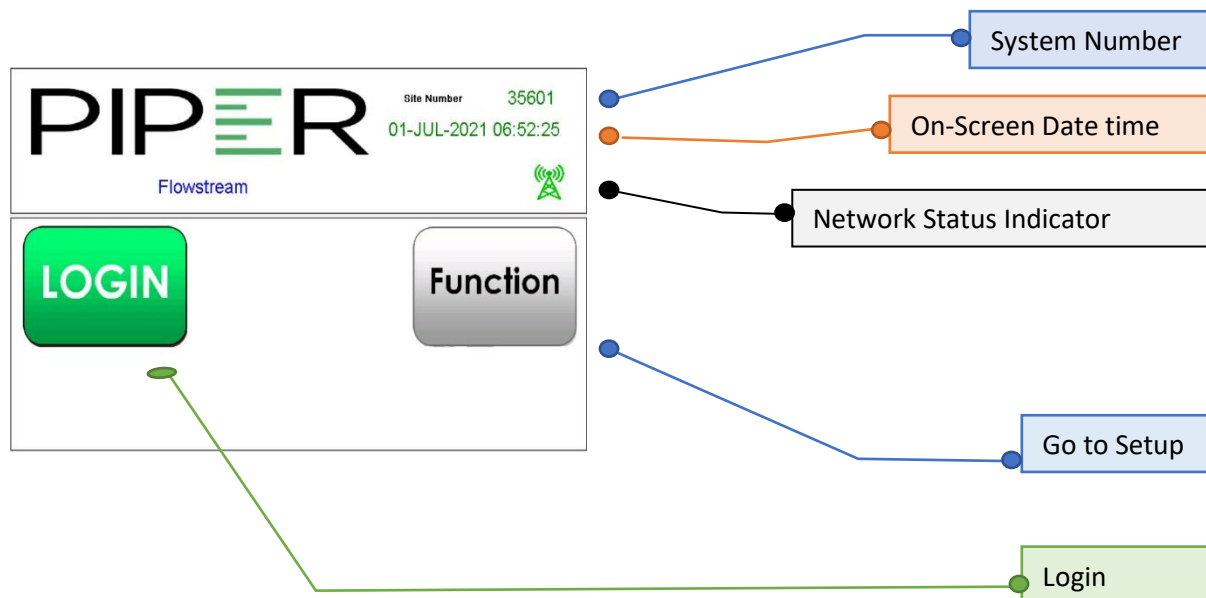 System Number
PIPER
Site Number 35601
01-JUL-2021 06:52:25
On-Screen Date time
Flowstream
Network Status Indicator
LOGIN
Function
Go to Setup
Login